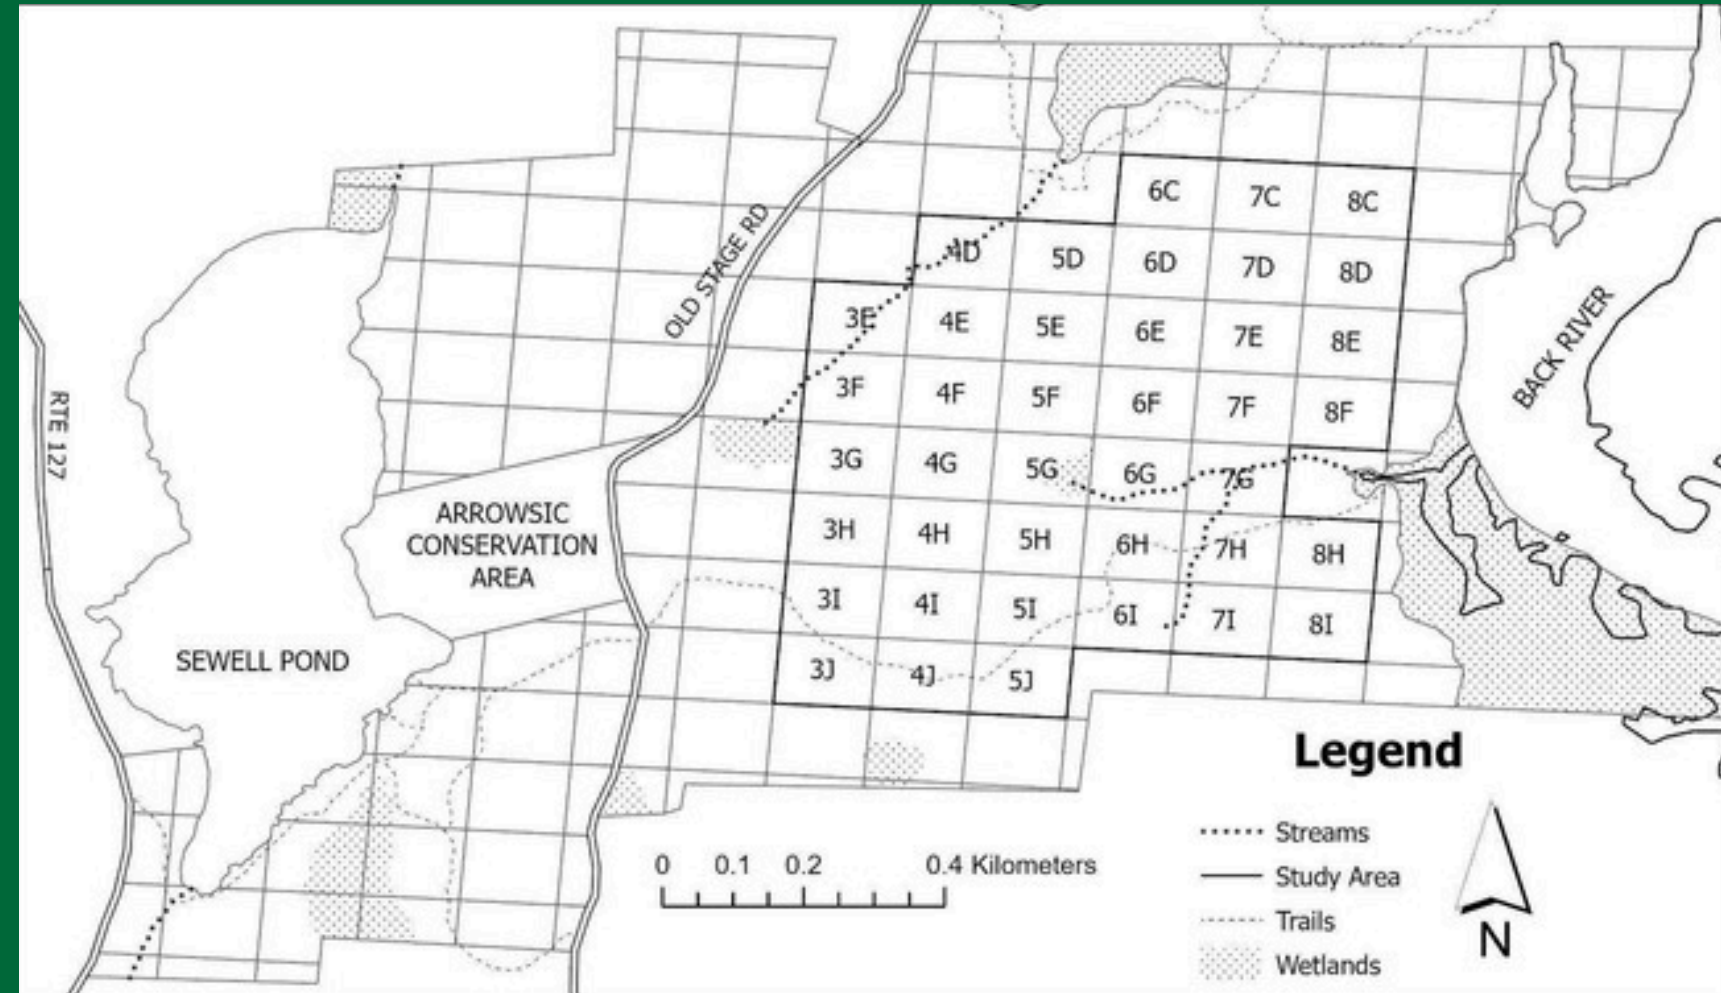 6C 7C 8C
4D 5D 6D 7D 8D
3E 4E 5E 6E 7E 8E
3F 4F 5F 6F 7F 8F
3G 4G 5G 6G 7G
3H 4H 5H 6H 7H 8H
3I 4I 5I 6I 7I 8I
3J 4J 5J
OLD STAGE RD
BACK RIVER
RTE 127
ARROWSIC
CONSERVATION
AREA
SEWELL POND
0 0.1 0.2 0.4 Kilometers
Legend
Streams
Study Area
Trails
Wetlands
N